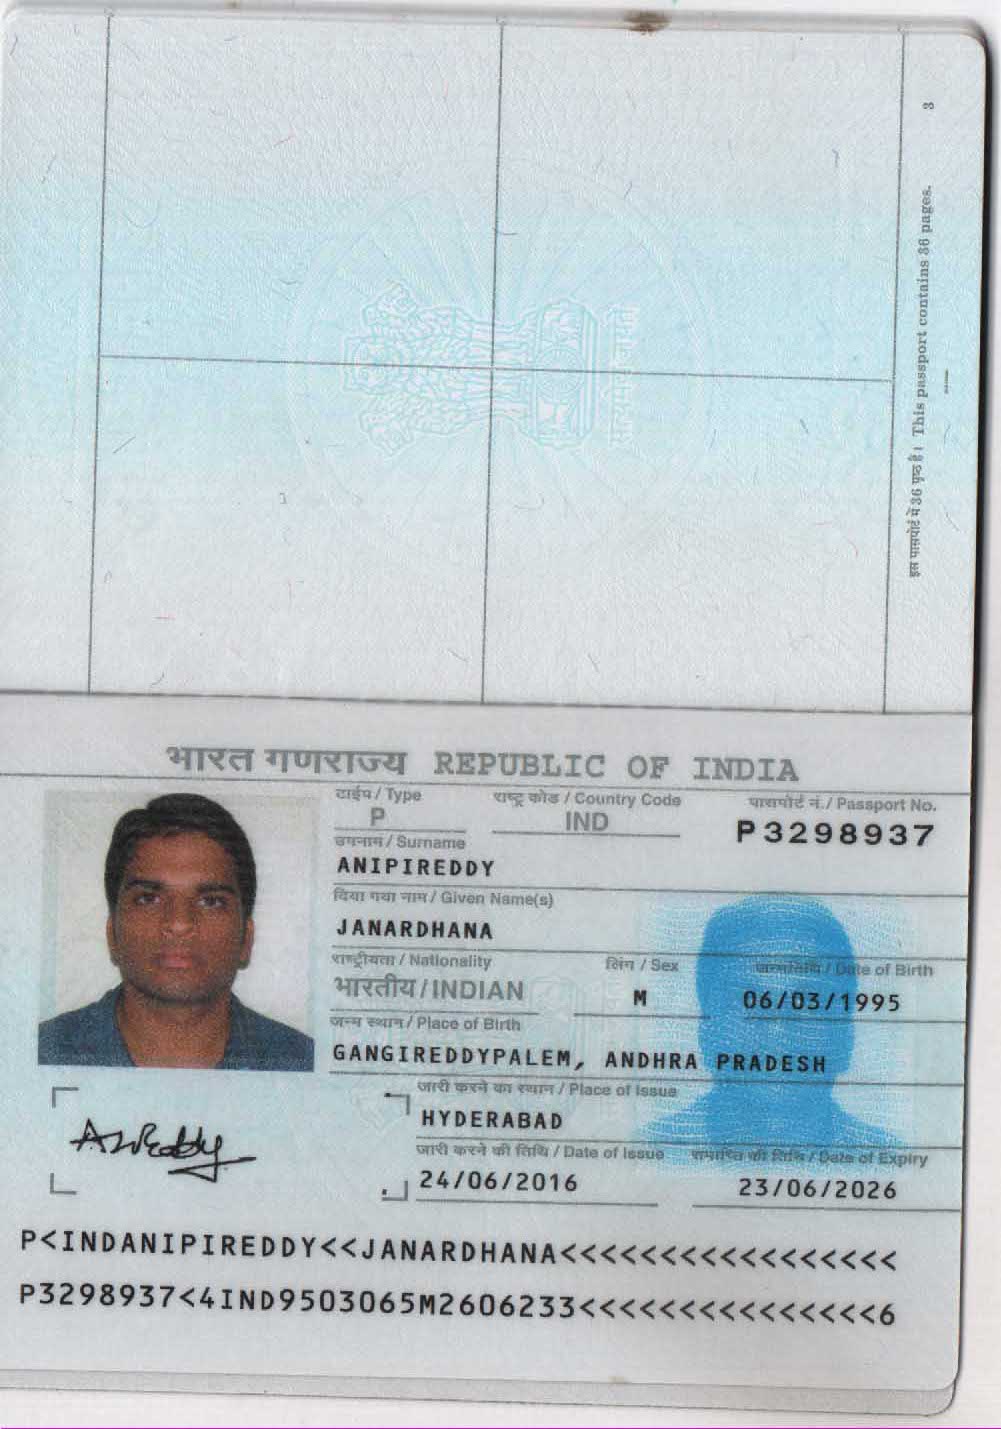 3
इस पासपोर्ट में 36 पृष्ठ हैं। This passport contains 36 pages.
भारत गणराज्य REPUBLIC OF INDIA
टाईप / Type राष्ट्र कोड / Country Code पासपोर्ट नं. / Passport No.
P IND P3298937
उपनाम / Surname
ANIPIREDDY
दिया गया नाम / Given Name(s)
JANARDHANA
राष्ट्रीयता / Nationality लिंग / Sex जन्मतिथि / Date of Birth
भारतीय / INDIAN M 06/03/1995
जन्म स्थान / Place of Birth
GANGIREDDYPALEM, ANDHRA PRADESH
जारी करने का स्थान / Place of Issue
HYDERABAD
जारी करने की तिथि / Date of Issue समाप्ति की तिथि / Date of Expiry
24/06/2016 23/06/2026
P<INDANIPIREDDY<<JANARDHANA<<<<<<<<<<<<<<<<<
P3298937<4IND9503065M2606233<<<<<<<<<<<<<<<6